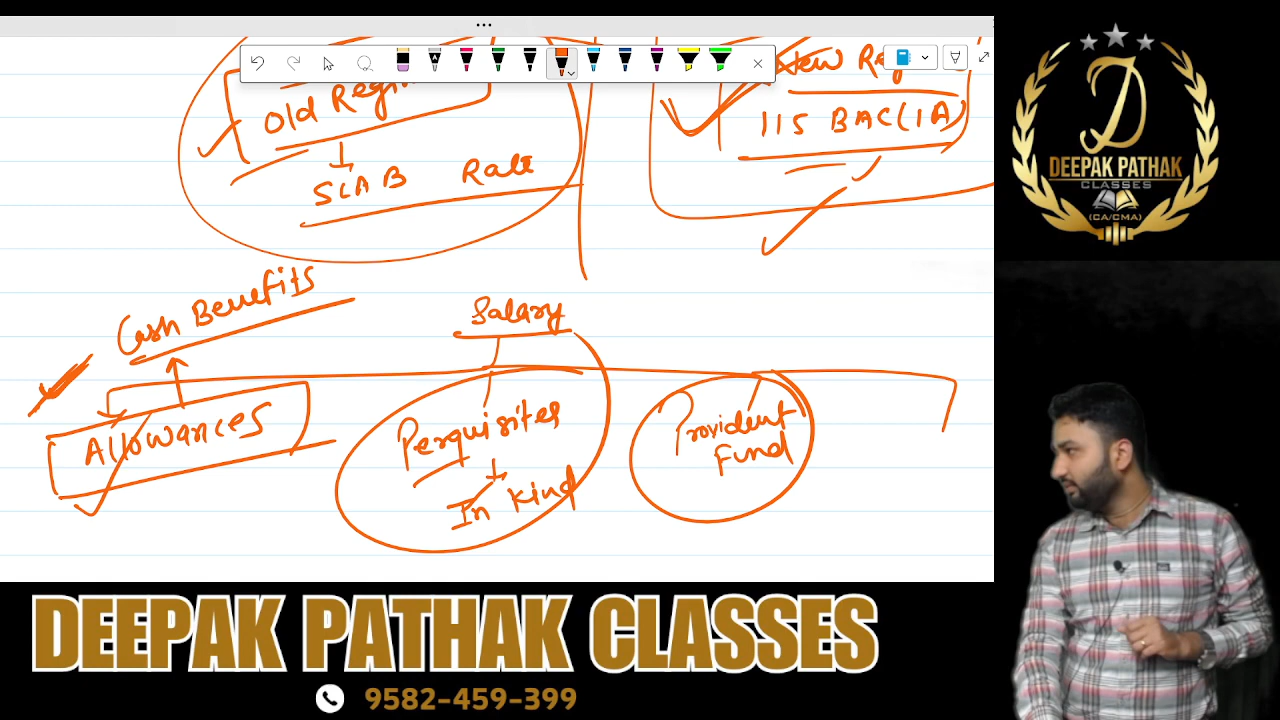 New
115 BAC(1A)
Old Regi
SLAB Rate
Cash Benefits
Salary
Allowances
Perquisites
In Kind
Provident
Fund
D
DEEPAK PATHAK
CLASSES
(CA/CMA)
DEEPAK PATHAK CLASSES
9582-459-399